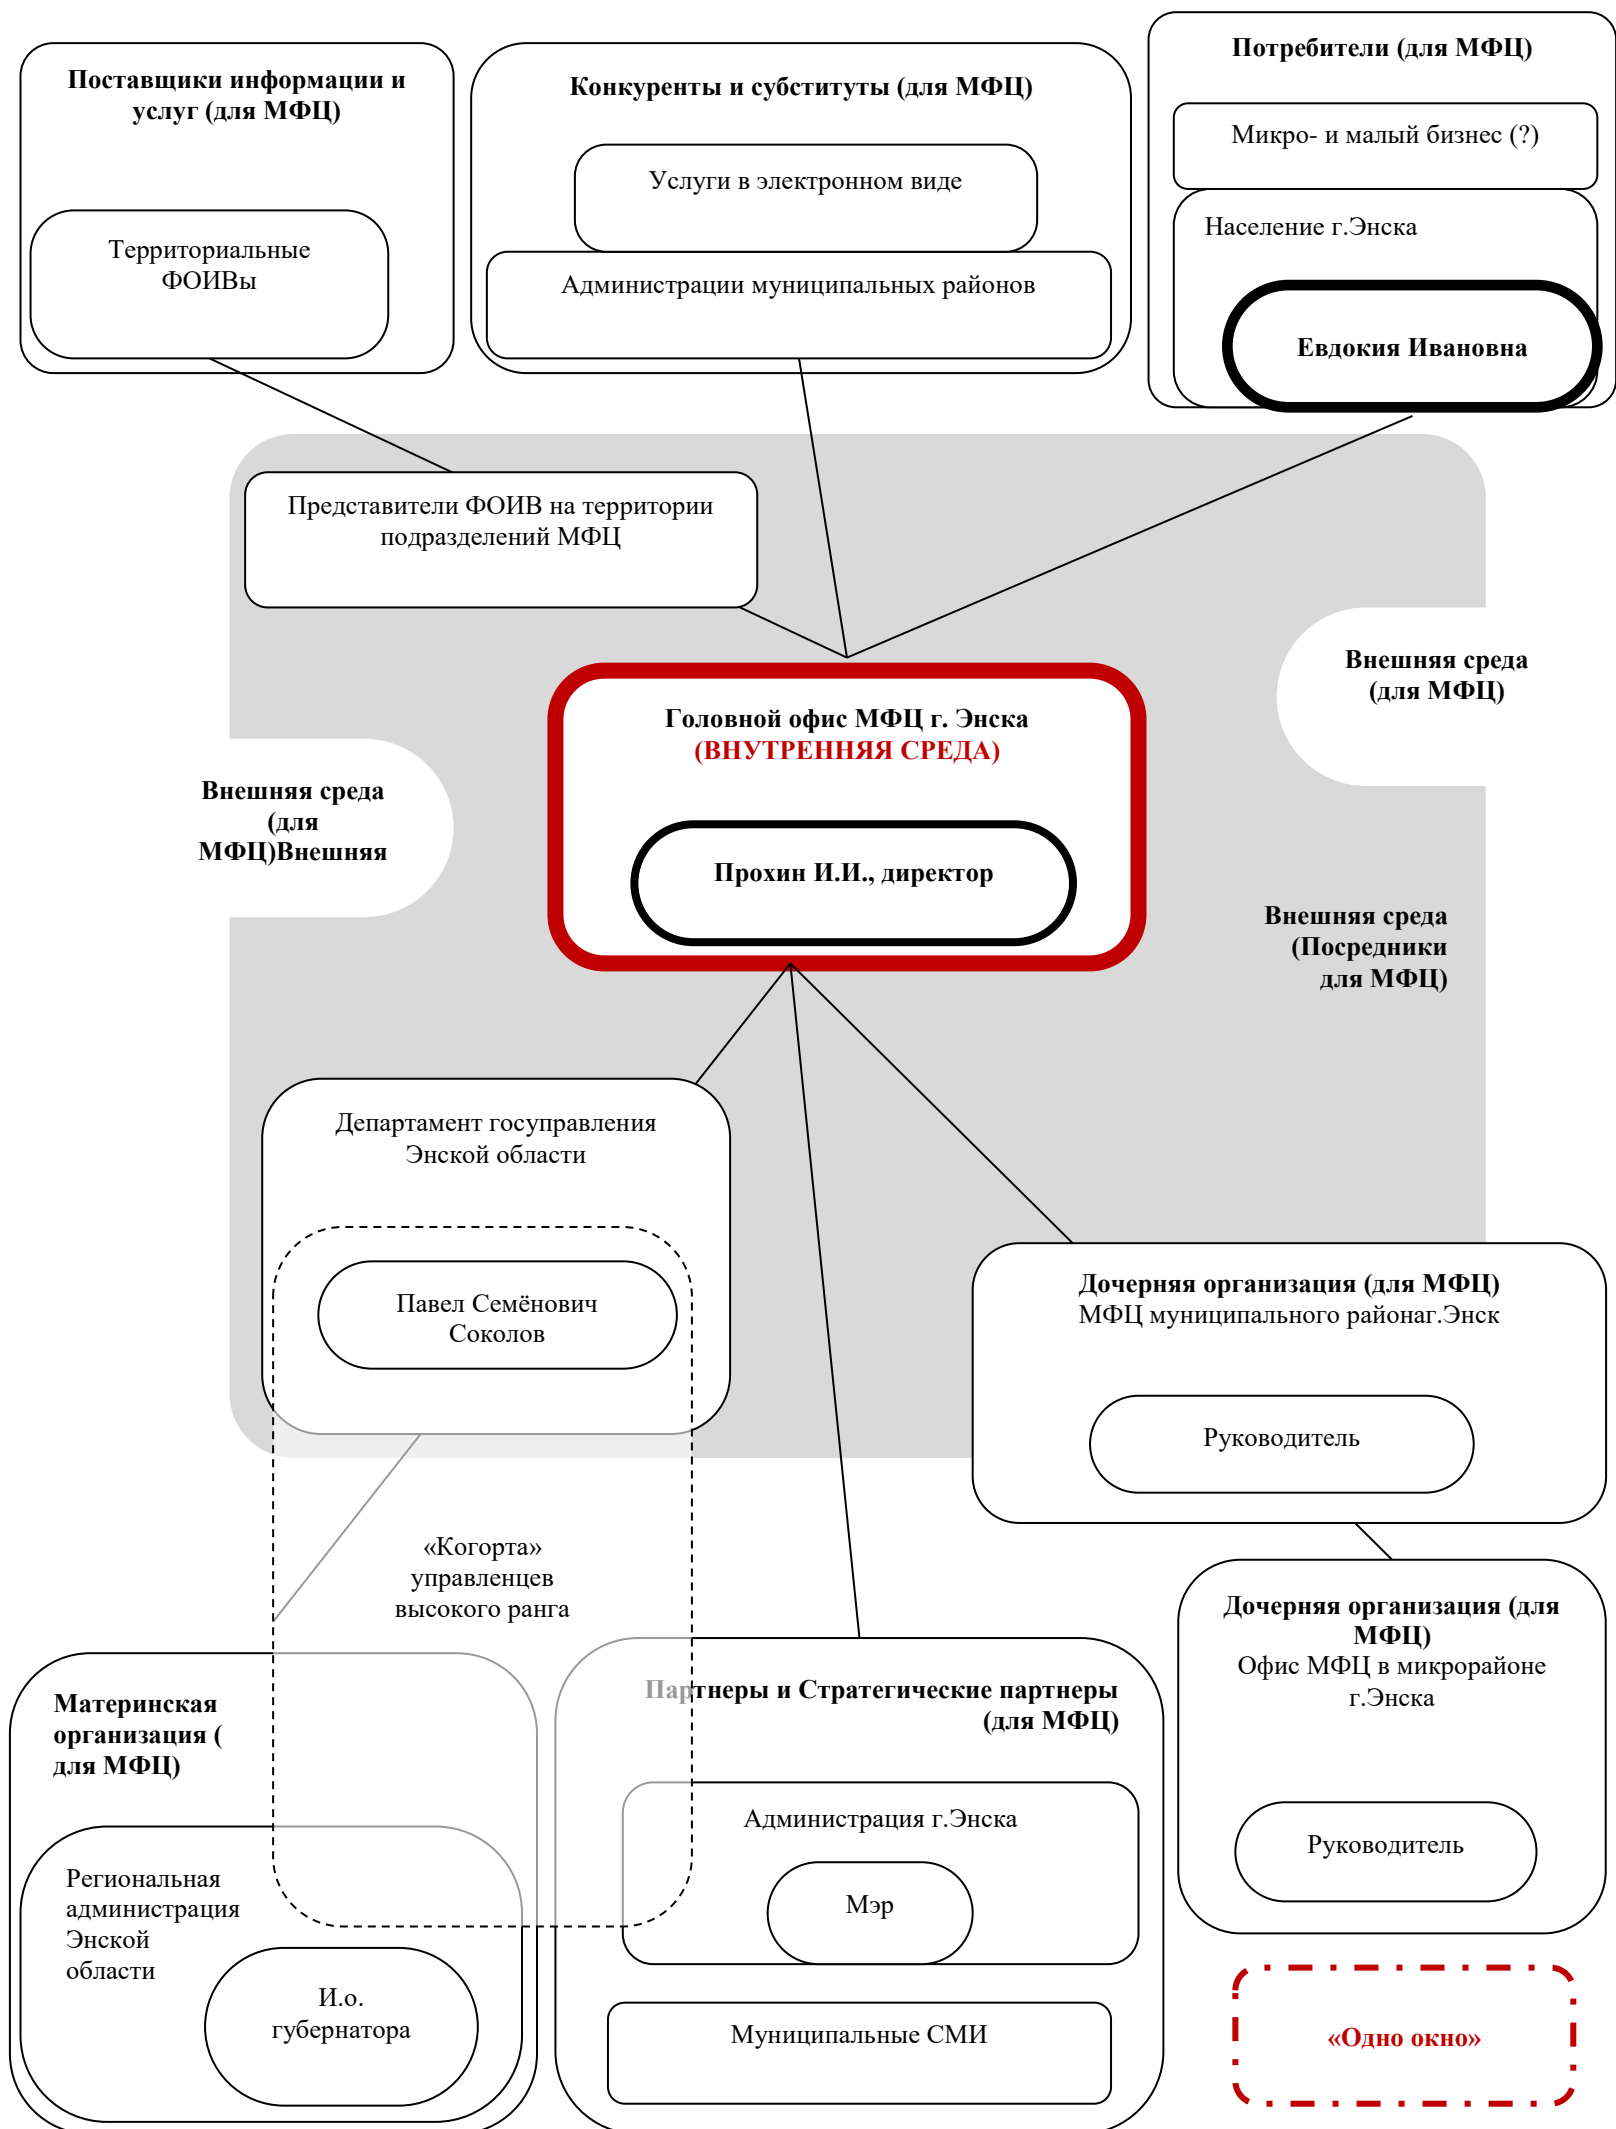 Поставщики информации и
услуг (для МФЦ)
Территориальные
ФОИВы
Конкуренты и субституты (для МФЦ)
Услуги в электронном виде
Администрации муниципальных районов
Потребители (для МФЦ)
Микро- и малый бизнес (?)
Население г.Энска
Евдокия Ивановна
Представители ФОИВ на территории
подразделений МФЦ
Внешняя среда
(для МФЦ)
Головной офис МФЦ г. Энска
(ВНУТРЕННЯЯ СРЕДА)
Прохин И.И., директор
Внешняя среда
(для
МФЦ)Внешняя
Внешняя среда
(Посредники
для МФЦ)
Департамент госуправления
Энской области
Павел Семёнович
Соколов
Дочерняя организация (для МФЦ)
МФЦ муниципального районаг.Энск
Руководитель
«Когорта»
управленцев
высокого ранга
Дочерняя организация (для
МФЦ)
Офис МФЦ в микрорайоне
г.Энска
Руководитель
Материнская
организация (
для МФЦ)
Региональная
администрация
Энской
области
И.о.
губернатора
Партнеры и Стратегические партнеры
(для МФЦ)
Администрация г.Энска
Мэр
Муниципальные СМИ
«Одно окно»